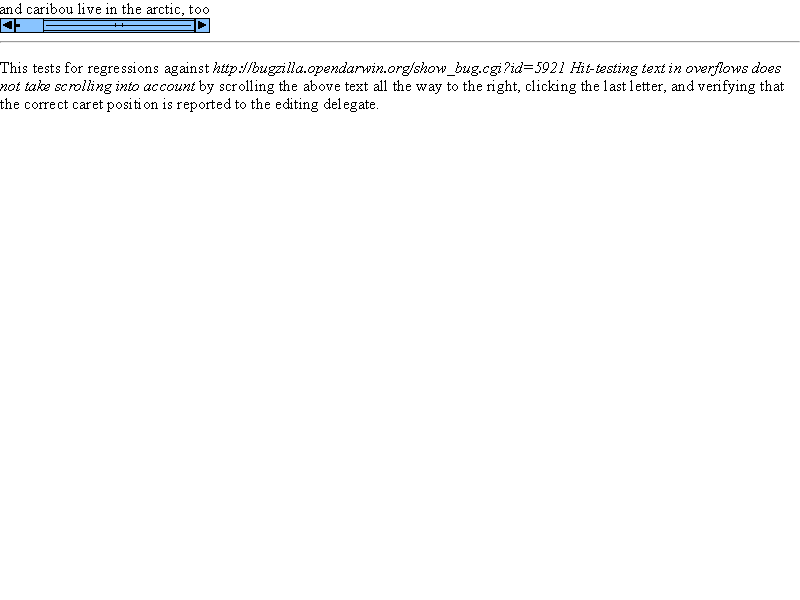 and caribou live in the arctic, too
This tests for regressions against http://bugzilla.opendarwin.org/show_bug.cgi?id=5921 Hit-testing text in overflows does
not take scrolling into account by scrolling the above text all the way to the right, clicking the last letter, and verifying that
the correct caret position is reported to the editing delegate.